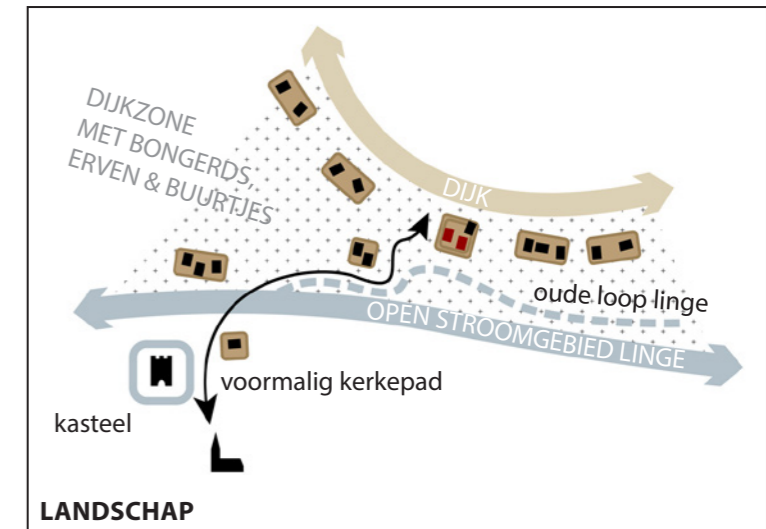 DIJKZONE
MET BONGERDS,
ERVEN & BUURTJES
DIJK
oude loop linge
OPEN STROOMGEBIED LINGE
voormalig kerkepad
kasteel
LANDSCHAP